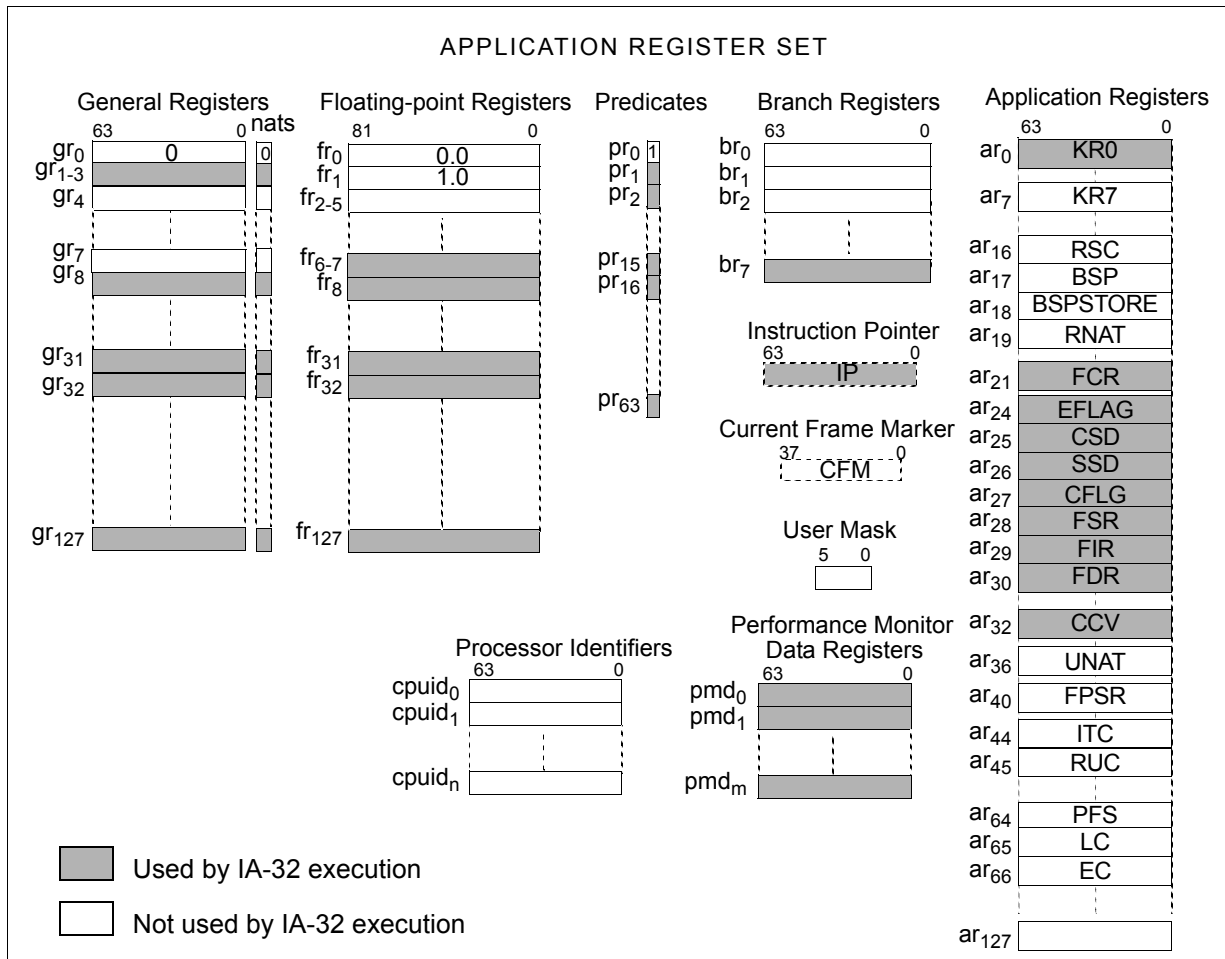 APPLICATION REGISTER SET
General Registers
63 0
nats
gr0 0 0
gr1-3
gr4
gr7
gr8
gr31
gr32
gr127
Floating-point Registers
81 0
fr0 0.0
fr1 1.0
fr2-5
fr6-7
fr8
fr31
fr32
fr127
Predicates
pr0 1
pr1
pr2
pr15
pr16
pr63
Branch Registers
63 0
br0
br1
br2
br7
Instruction Pointer
63 0
IP
Current Frame Marker
37 0
CFM
User Mask
5 0
Processor Identifiers
63 0
cpuid0
cpuid1
cpuidn
Performance Monitor
Data Registers
63 0
pmd0
pmd1
pmdm
Application Registers
63 0
ar0 KR0
ar7 KR7
ar16 RSC
ar17 BSP
ar18 BSPSTORE
ar19 RNAT
ar21 FCR
ar24 EFLAG
ar25 CSD
ar26 SSD
ar27 CFLG
ar28 FSR
ar29 FIR
ar30 FDR
ar32 CCV
ar36 UNAT
ar40 FPSR
ar44 ITC
ar45 RUC
ar64 PFS
ar65 LC
ar66 EC
ar127
Used by IA-32 execution
Not used by IA-32 execution